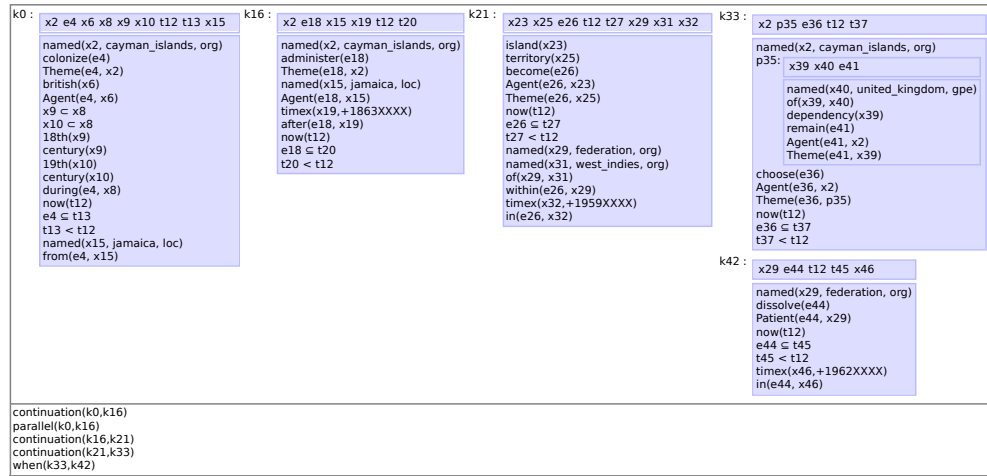 k0 :
x2 e4 x6 x8 x9 x10 t12 t13 x15
named(x2, cayman_islands, org)
colonize(e4)
Theme(e4, x2)
british(x6)
Agent(e4, x6)
x9 ⊂ x8
x10 ⊂ x8
18th(x9)
century(x9)
19th(x10)
century(x10)
during(e4, x8)
now(t12)
e4 ⊆ t13
t13 < t12
named(x15, jamaica, loc)
from(e4, x15)
k16 :
x2 e18 x15 x19 t12 t20
named(x2, cayman_islands, org)
administer(e18)
Theme(e18, x2)
named(x15, jamaica, loc)
Agent(e18, x15)
timex(x19,+1863XXXX)
after(e18, x19)
now(t12)
e18 ⊆ t20
t20 < t12
k21 :
x23 x25 e26 t12 t27 x29 x31 x32
island(x23)
territory(x25)
become(e26)
Agent(e26, x23)
Theme(e26, x25)
now(t12)
e26 ⊆ t27
t27 < t12
named(x29, federation, org)
named(x31, west_indies, org)
of(x29, x31)
within(e26, x29)
timex(x32,+1959XXXX)
in(e26, x32)
k33 :
x2 p35 e36 t12 t37
named(x2, cayman_islands, org)
p35:
x39 x40 e41
named(x40, united_kingdom, gpe)
of(x39, x40)
dependency(x39)
remain(e41)
Agent(e41, x2)
Theme(e41, x39)
choose(e36)
Agent(e36, x2)
Theme(e36, p35)
now(t12)
e36 ⊆ t37
t37 < t12
k42 :
x29 e44 t12 t45 x46
named(x29, federation, org)
dissolve(e44)
Patient(e44, x29)
now(t12)
e44 ⊆ t45
t45 < t12
timex(x46,+1962XXXX)
in(e44, x46)
continuation(k0,k16)
parallel(k0,k16)
continuation(k16,k21)
continuation(k21,k33)
when(k33,k42)